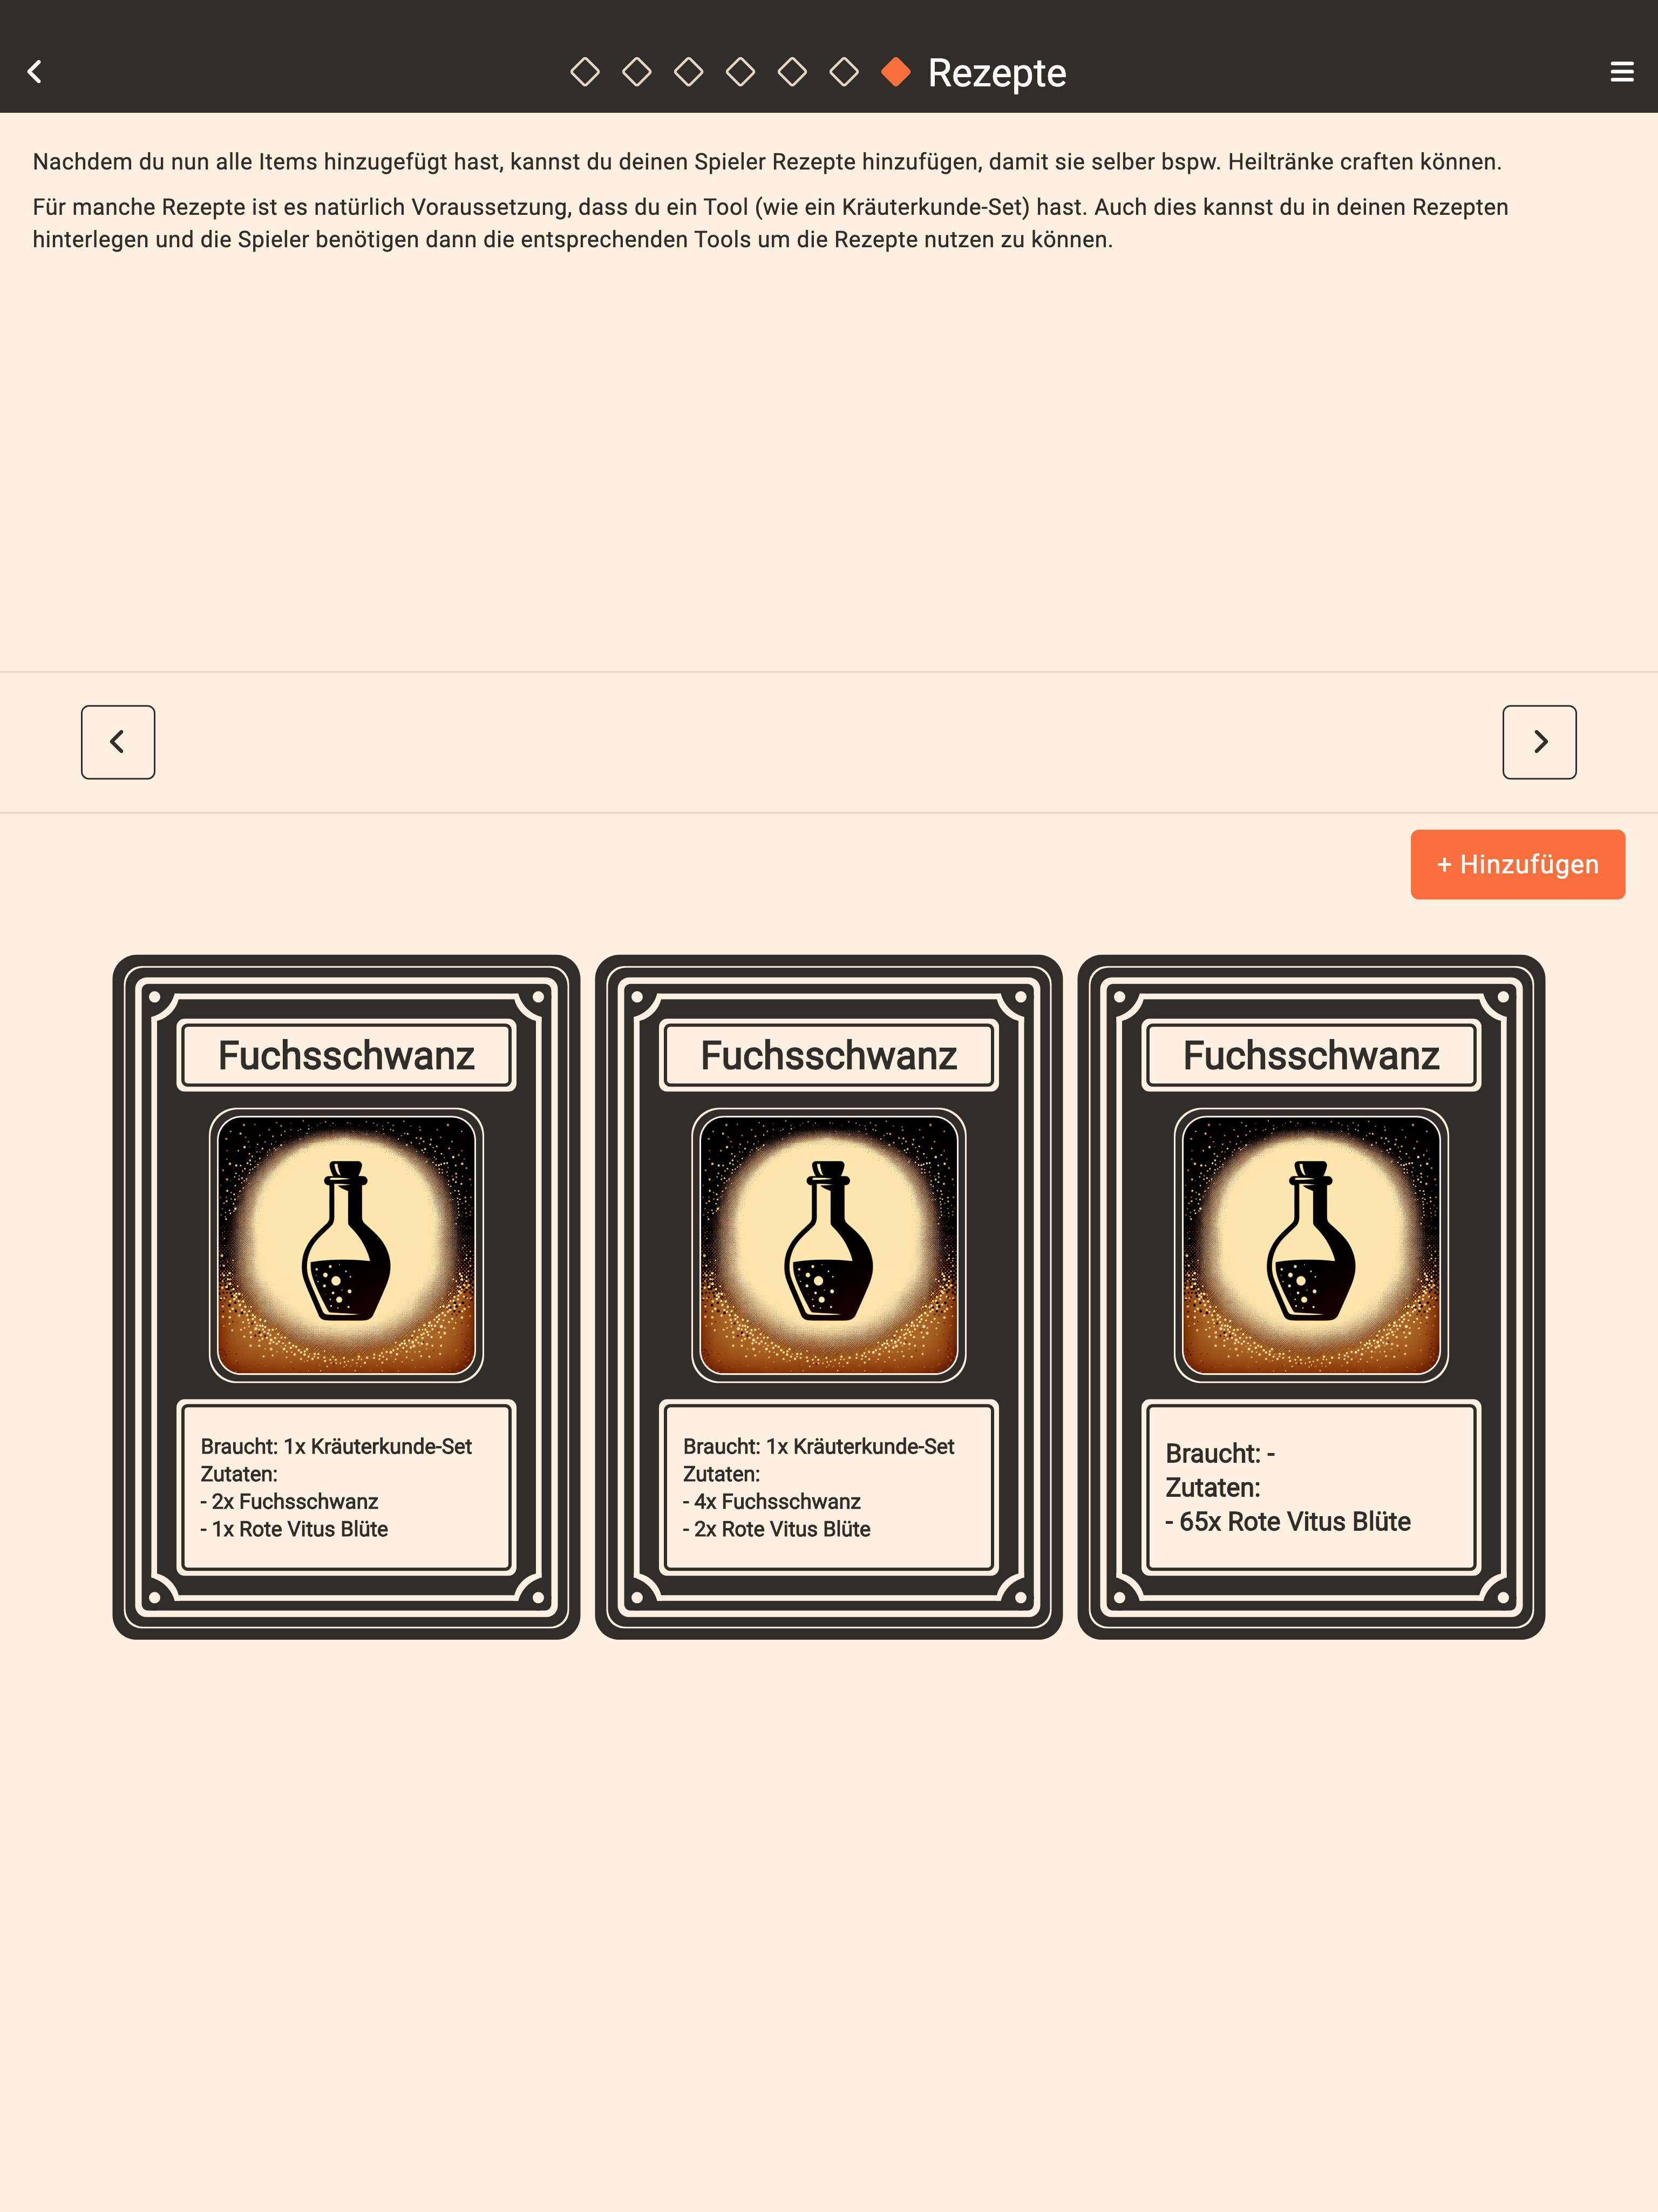 Rezepte
Nachdem du nun alle Items hinzugefügt hast, kannst du deinen Spieler Rezepte hinzufügen, damit sie selber bspw. Heiltränke craften können.
Für manche Rezepte ist es natürlich Voraussetzung, dass du ein Tool (wie ein Kräuterkunde-Set) hast. Auch dies kannst du in deinen Rezepten
hinterlegen und die Spieler benötigen dann die entsprechenden Tools um die Rezepte nutzen zu können.
+ Hinzufügen
Fuchsschwanz
Braucht: 1x Kräuterkunde-Set
Zutaten:
- 2x Fuchsschwanz
- 1x Rote Vitus Blüte
Fuchsschwanz
Braucht: 1x Kräuterkunde-Set
Zutaten:
- 4x Fuchsschwanz
- 2x Rote Vitus Blüte
Fuchsschwanz
Braucht: -
Zutaten:
- 65x Rote Vitus Blüte